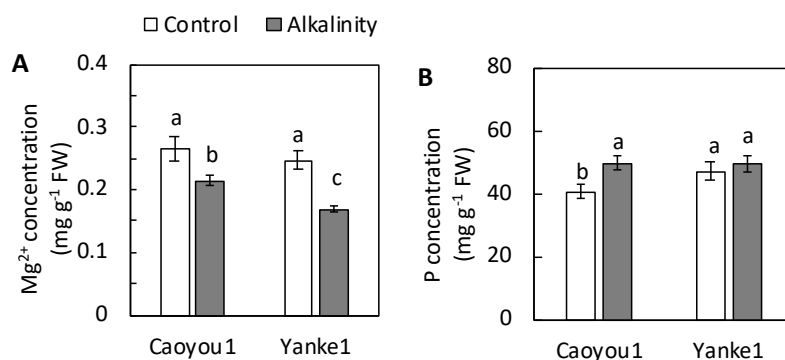 Control Alkalinity
A
Mg²⁺ concentration
(mg g⁻¹ FW)
0.4
0.3
0.2
0.1
0
a
b
a
c
Caoyou1 Yanke1
B
P concentration
(mg g⁻¹ FW)
80
60
40
20
0
b
a
a
a
Caoyou1 Yanke1